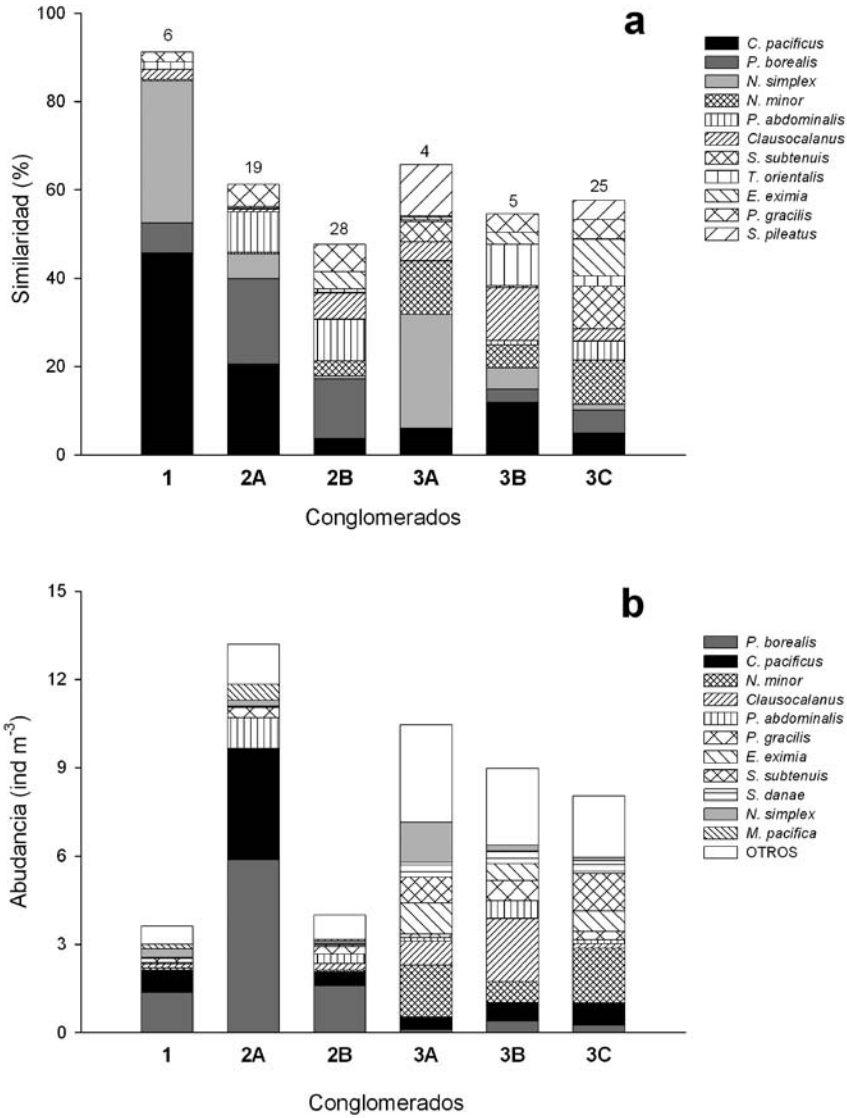 a
100
80
60
40
20
0
Similaridad (%)
6
19
28
4
5
25
1 2A 2B 3A 3B 3C
Conglomerados
C. pacificus
P. borealis
N. simplex
N. minor
P. abdominalis
Clausocalanus
S. subtenuis
T. orientalis
E. eximia
P. gracilis
S. pileatus
b
15
12
9
6
3
0
Abudancia (ind m⁻³)
1 2A 2B 3A 3B 3C
Conglomerados
P. borealis
C. pacificus
N. minor
Clausocalanus
P. abdominalis
P. gracilis
E. eximia
S. subtenuis
S. danae
N. simplex
M. pacifica
OTROS